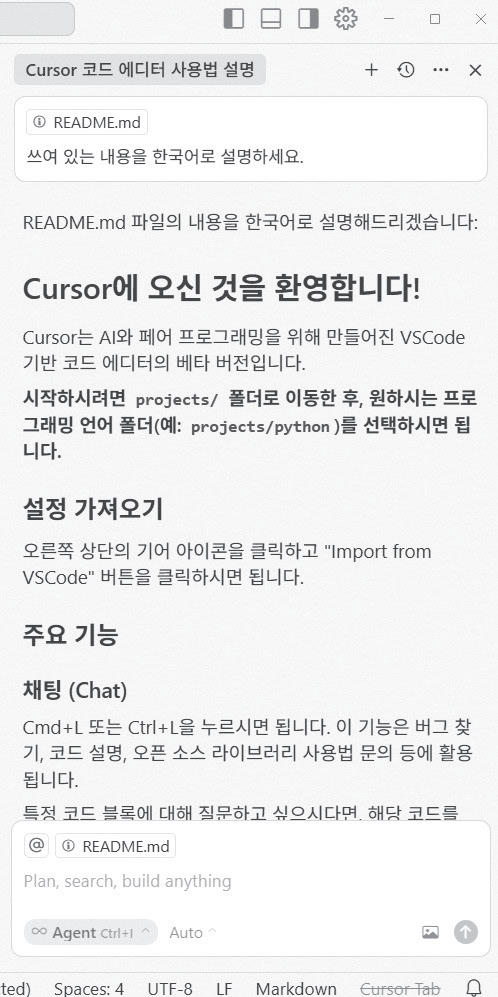 Cursor 코드 에디터 사용법 설명
README.md
쓰여 있는 내용을 한국어로 설명하세요.
README.md 파일의 내용을 한국어로 설명해드리겠습니다:
Cursor에 오신 것을 환영합니다!
Cursor는 AI와 페어 프로그래밍을 위해 만들어진 VSCode
기반 코드 에디터의 베타 버전입니다.
시작하시려면 projects/ 폴더로 이동한 후, 원하시는 프로
그래밍 언어 폴더(예: projects/python)를 선택하시면 됩
니다.
설정 가져오기
오른쪽 상단의 기어 아이콘을 클릭하고 "Import from
VSCode" 버튼을 클릭하시면 됩니다.
주요 기능
채팅 (Chat)
Cmd+L 또는 Ctrl+L을 누르시면 됩니다. 이 기능은 버그 찾
기, 코드 설명, 오픈 소스 라이브러리 사용법 문의 등에 활용
됩니다.
특정 코드 블록에 대해 질문하고 싶으시다면, 해당 코드를
@ README.md
Plan, search, build anything
Agent Ctrl+I Auto
ted) Spaces: 4 UTF-8 LF Markdown Cursor Tab